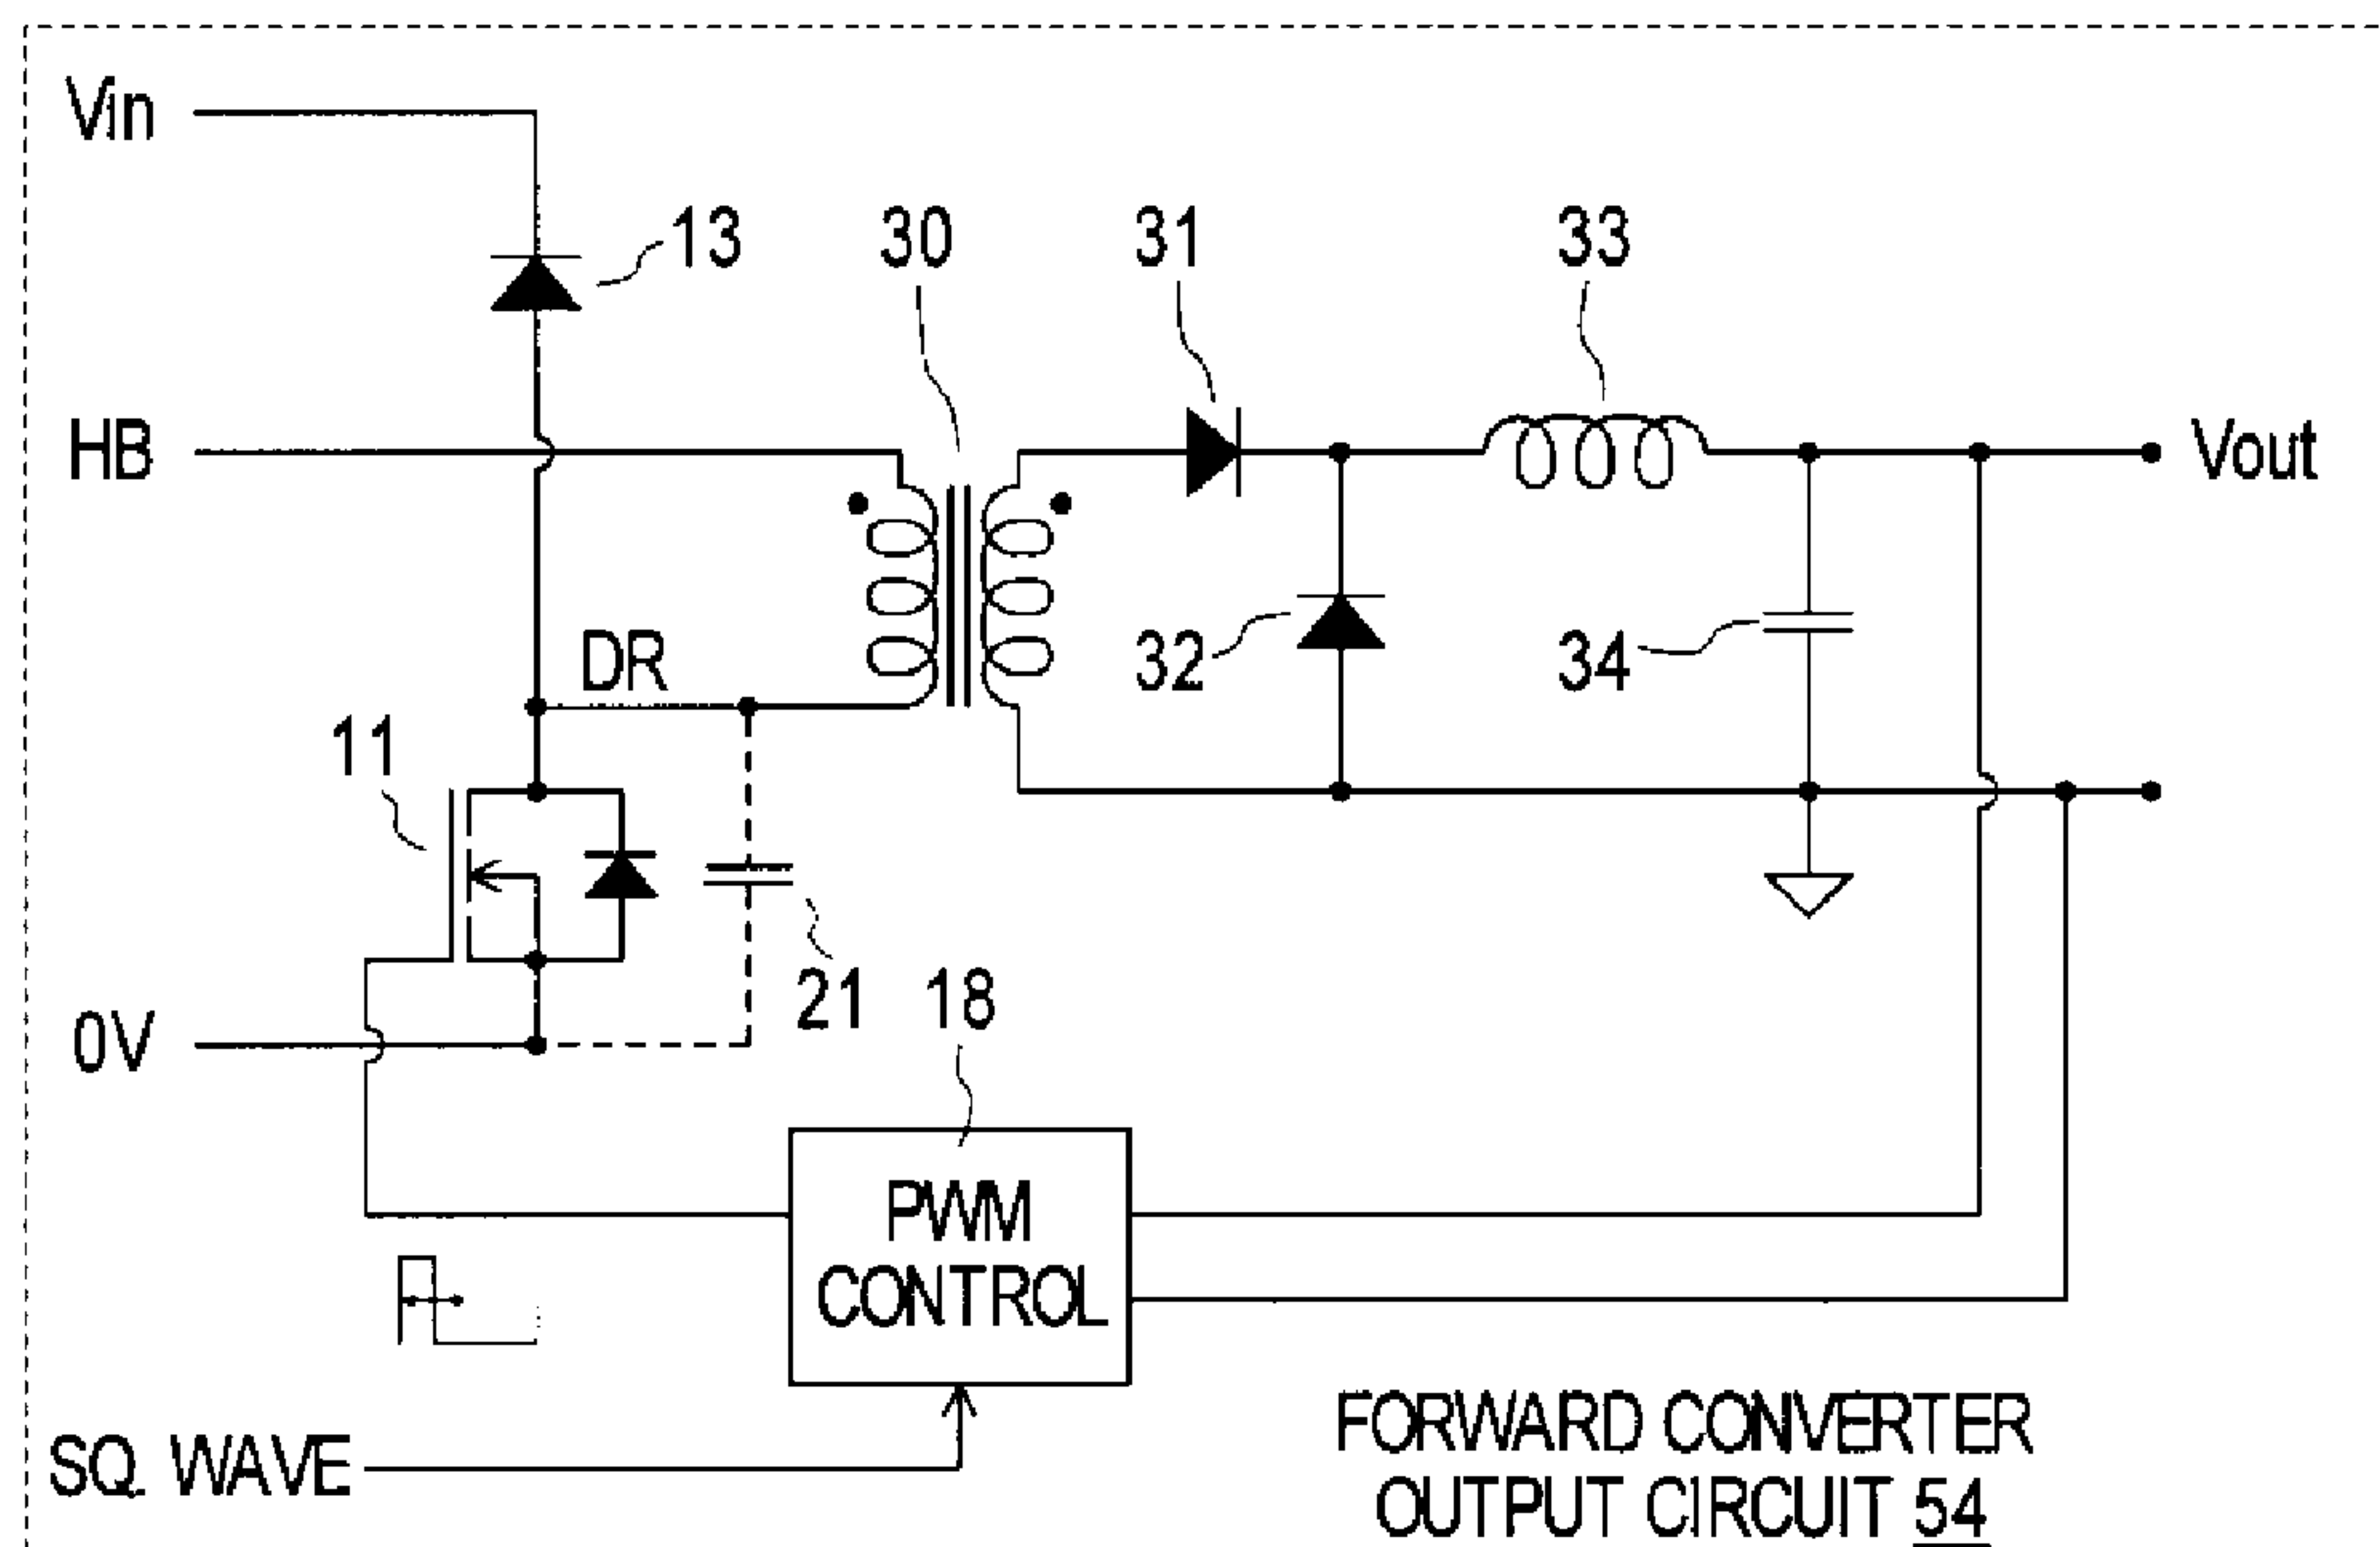 Vin
13
30
31
33
HB
Vout
DR
32
34
11
21
18
0V
PWM
CONTROL
SQ. WAVE
FORWARD CONVERTER
OUTPUT CIRCUIT 54